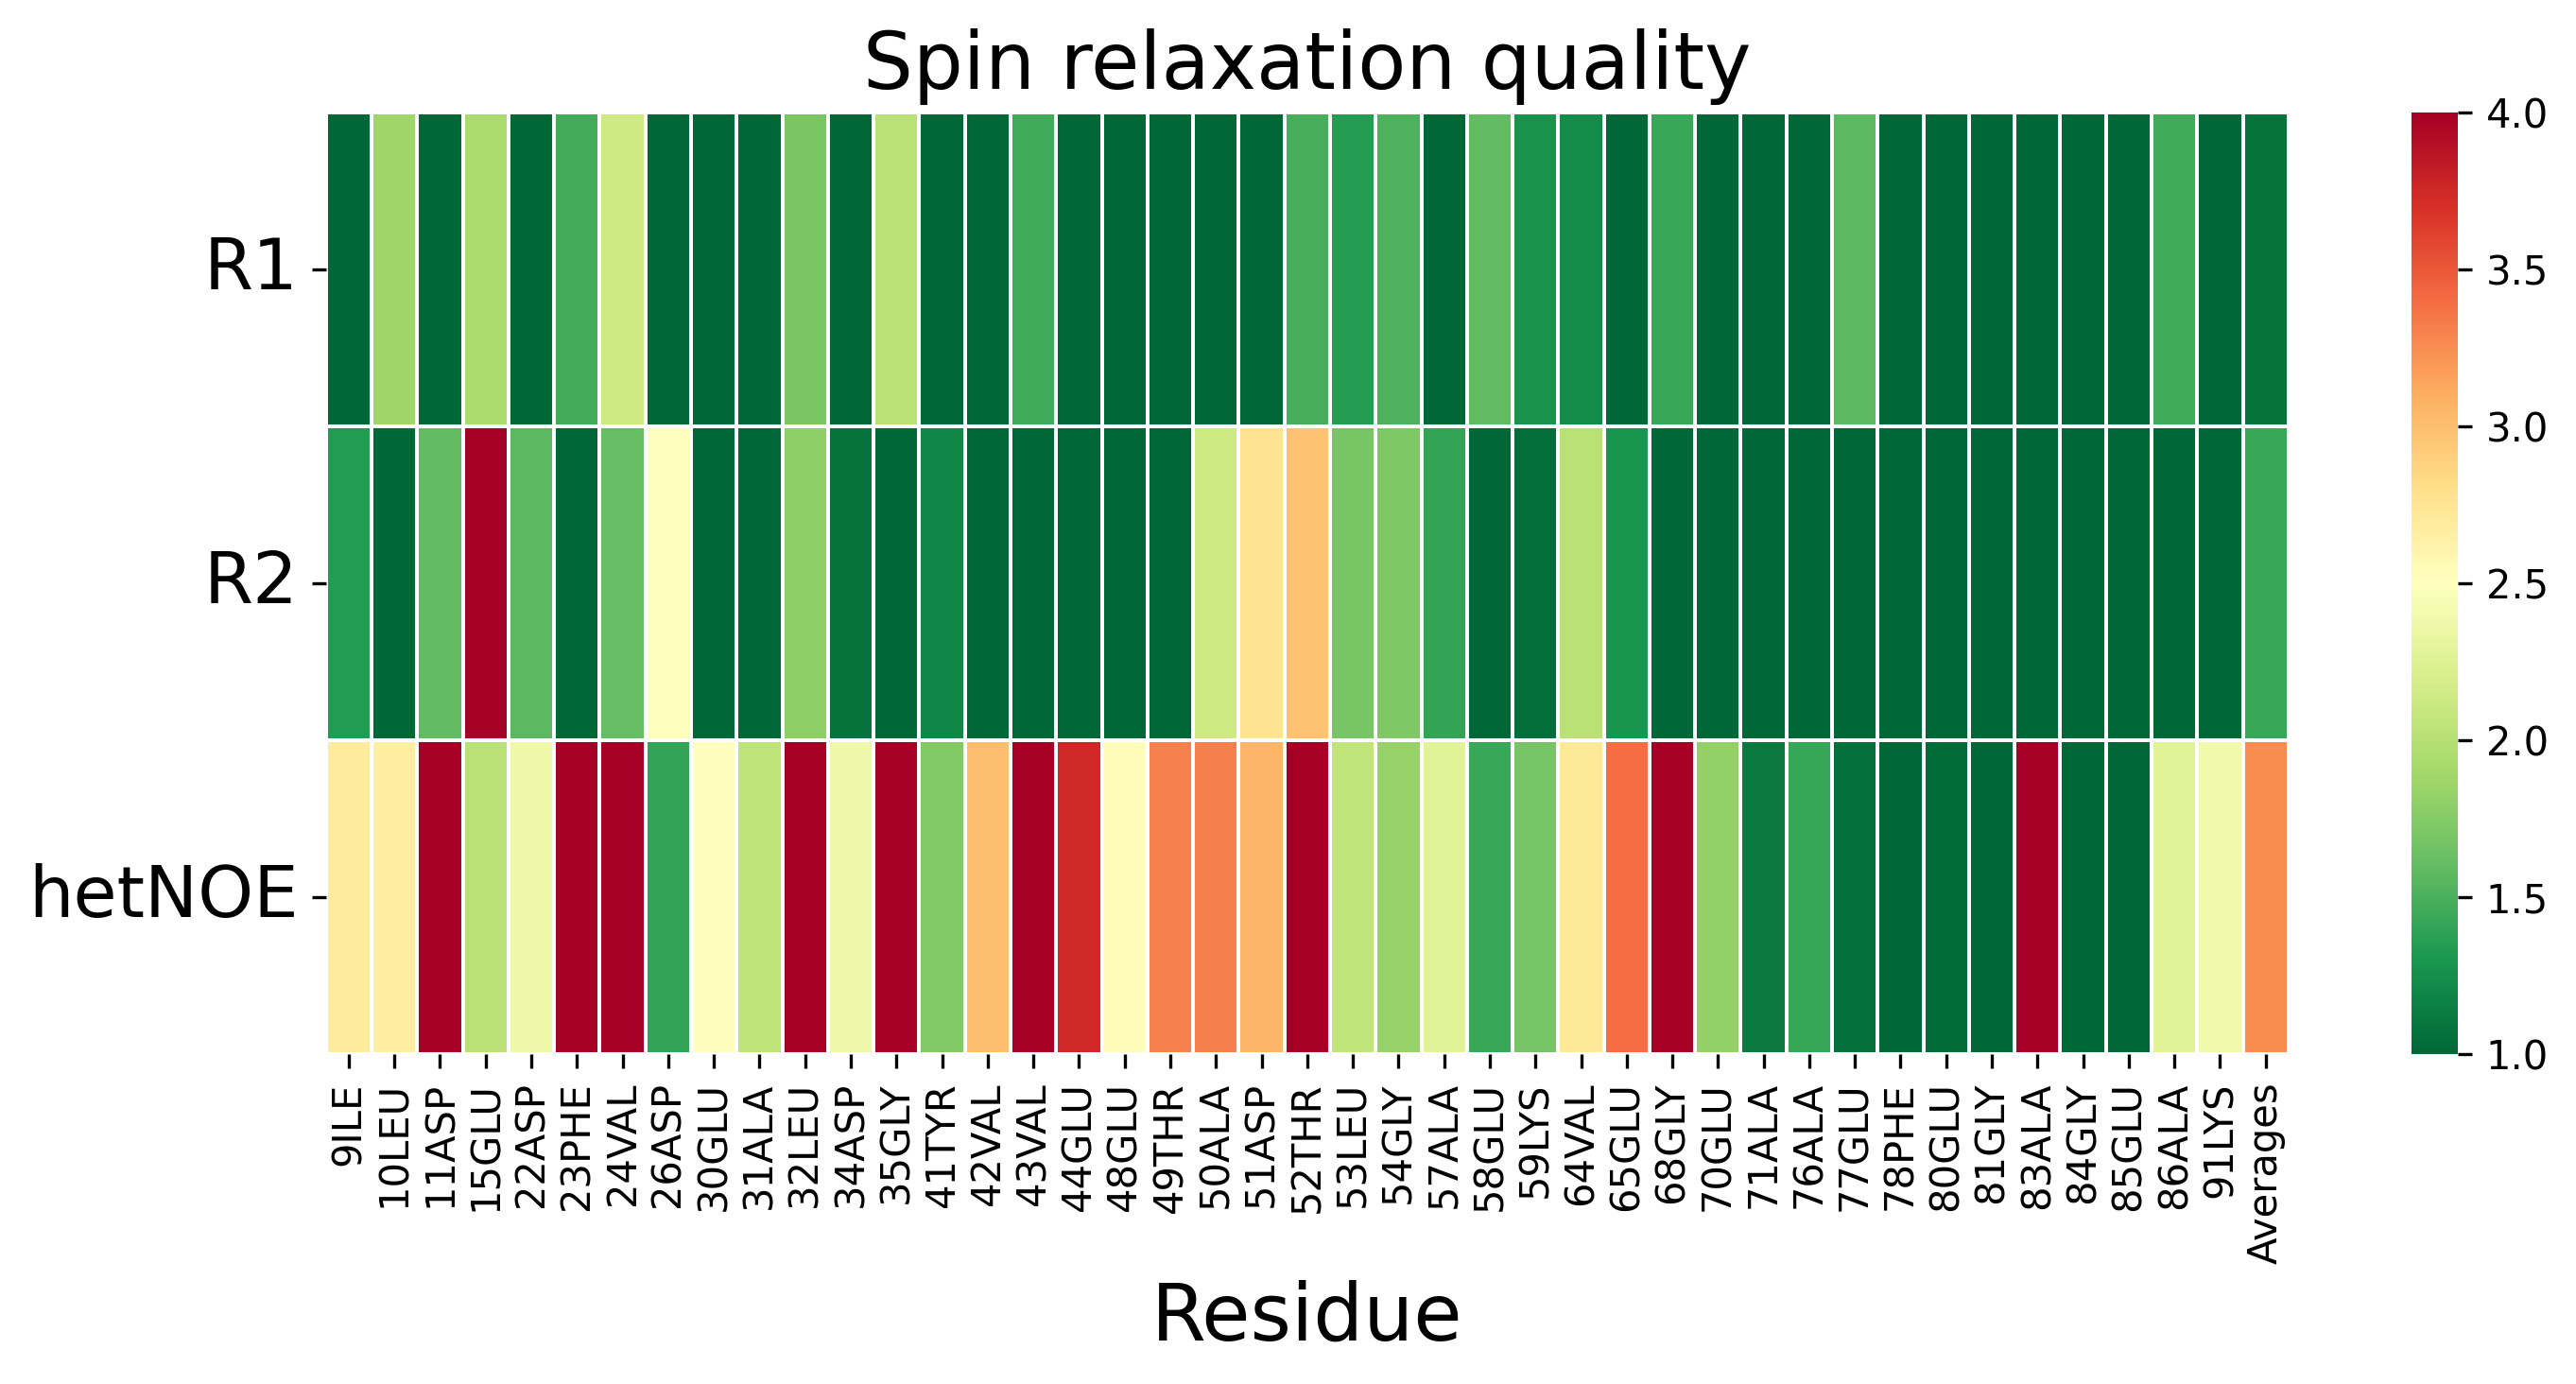 Spin relaxation quality
R1
R2
hetNOE
4.0
3.5
3.0
2.5
2.0
1.5
1.0
9ILE
10LEU
11ASP
15GLU
22ASP
23PHE
24VAL
26ASP
30GLU
31ALA
32LEU
34ASP
35GLY
41TYR
42VAL
43VAL
44GLU
48GLU
49THR
50ALA
51ASP
52THR
53LEU
54GLY
57ALA
58GLU
59LYS
64VAL
65GLU
68GLY
70GLU
71ALA
76ALA
77GLU
78PHE
80GLU
81GLY
83ALA
84GLY
85GLU
86ALA
91LYS
Averages
Residue